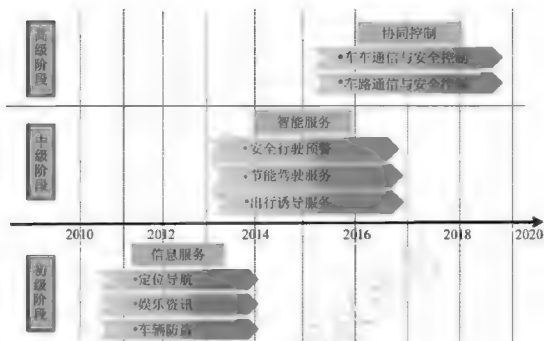 高级阶段
协同控制
•车车通信与安全控制
•车路通信与安全控制
中级阶段
智能服务
•安全行驶预警
•节能驾驶服务
•出行诱导服务
2010 2012 2014 2016 2018 2020
初级阶段
信息服务
•定位导航
•娱乐资讯
•车辆防盗